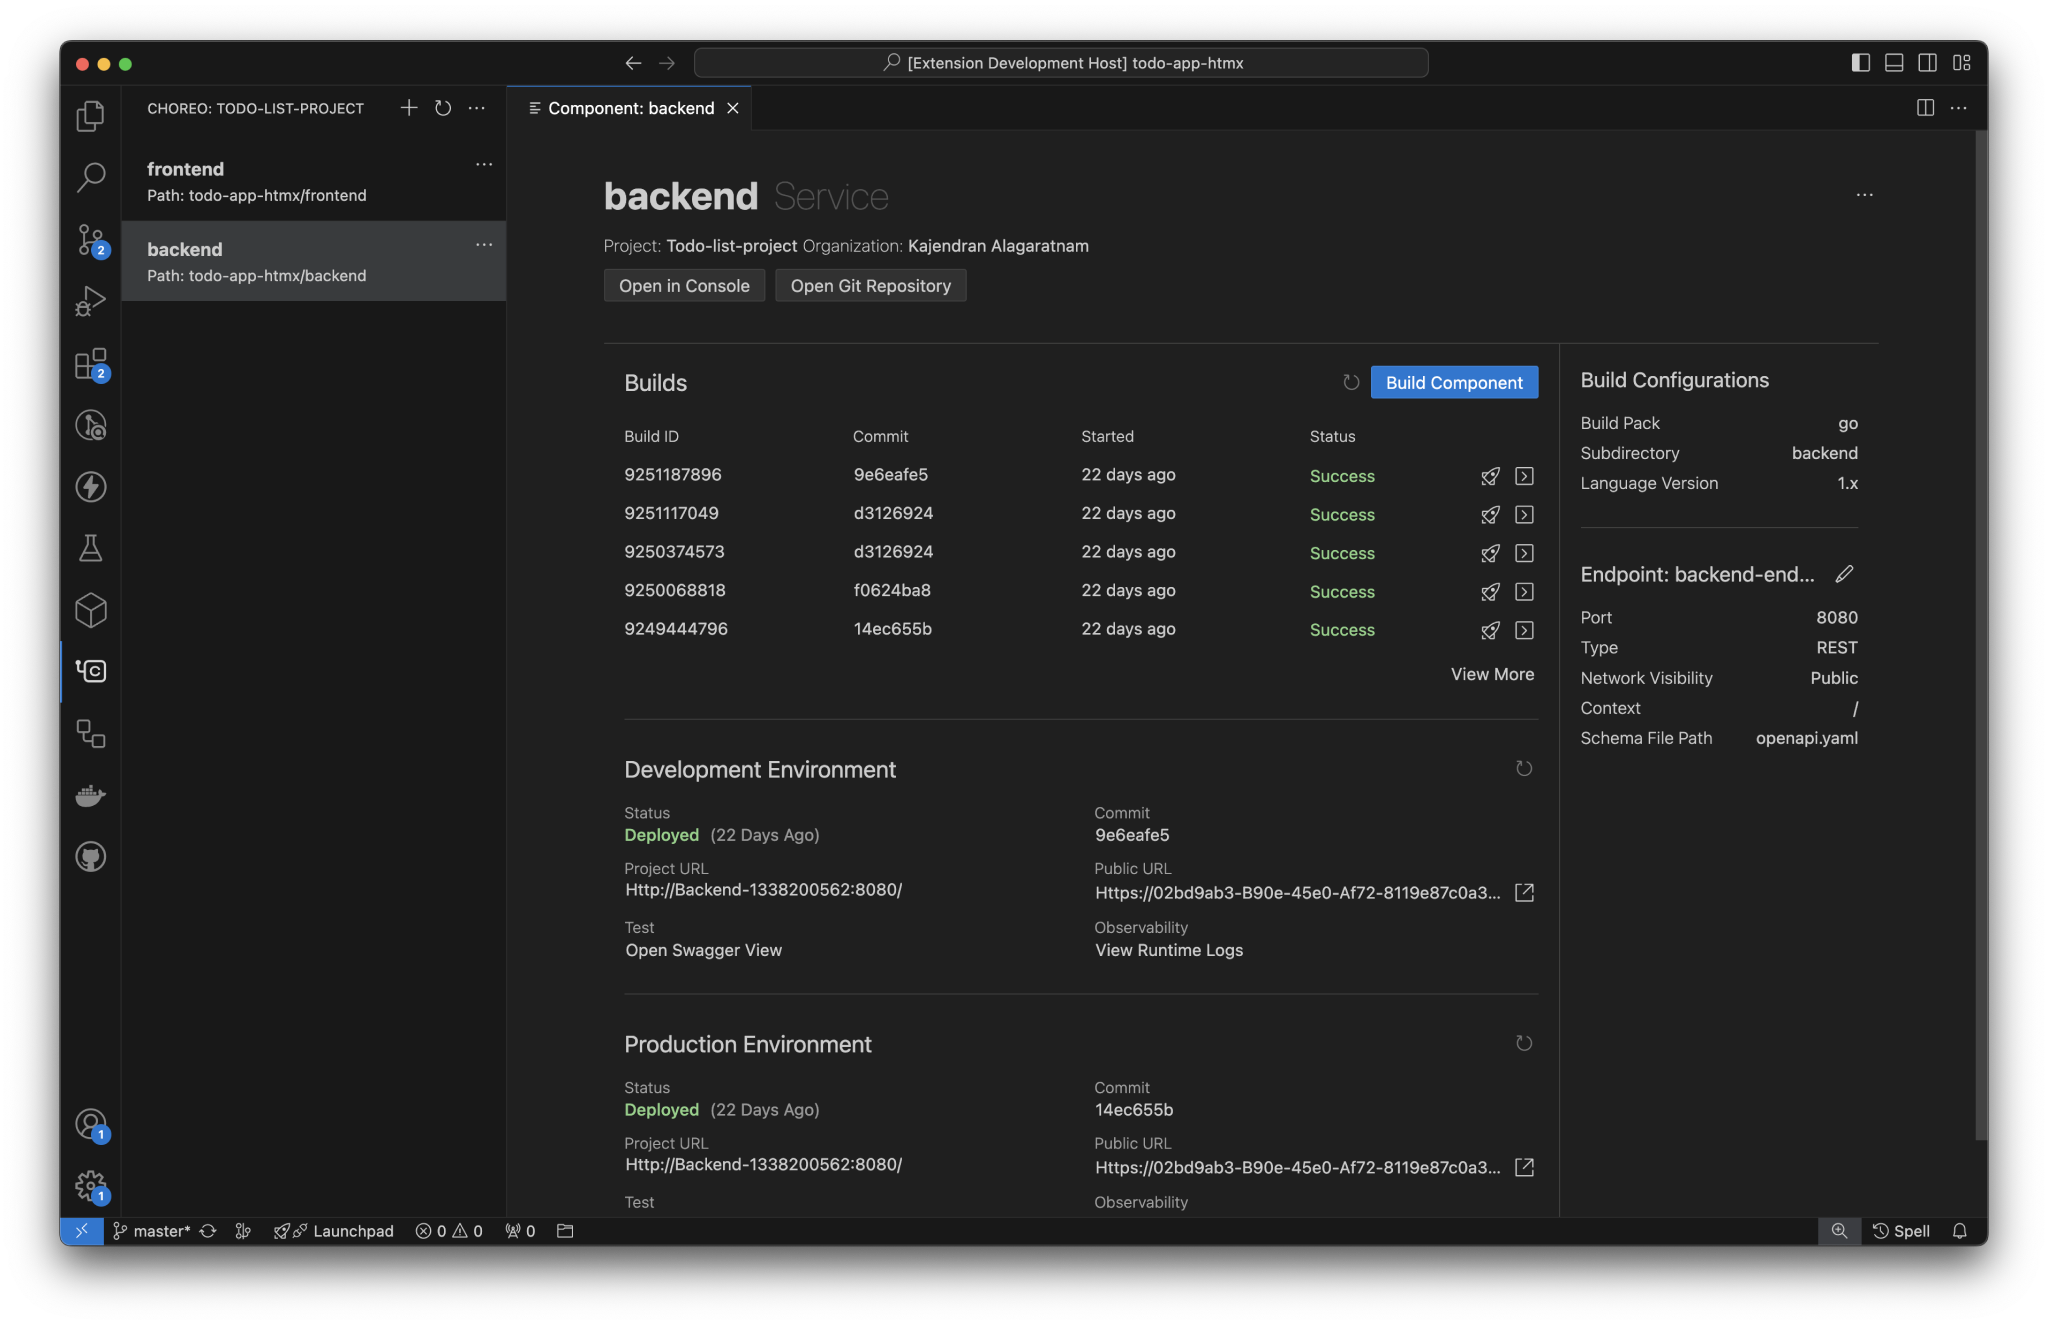 [Extension Development Host] todo-app-htmx
CHOREO: TODO-LIST-PROJECT
Component: backend
frontend
Path: todo-app-htmx/frontend
backend
Path: todo-app-htmx/backend
2
2
1
1
backend Service
Project: Todo-list-project Organization: Kajendran Alagaratnam
Open in Console Open Git Repository
Builds Build Component
Build ID Commit Started Status
9251187896 9e6eafe5 22 days ago Success
9251117049 d3126924 22 days ago Success
9250374573 d3126924 22 days ago Success
9250068818 f0624ba8 22 days ago Success
9249444796 14ec655b 22 days ago Success
View More
Development Environment
Status Commit
Deployed (22 Days Ago) 9e6eafe5
Project URL Public URL
Http://Backend-1338200562:8080/ Https://02bd9ab3-B90e-45e0-Af72-8119e87c0a3...
Test Observability
Open Swagger View View Runtime Logs
Production Environment
Status Commit
Deployed (22 Days Ago) 14ec655b
Project URL Public URL
Http://Backend-1338200562:8080/ Https://02bd9ab3-B90e-45e0-Af72-8119e87c0a3...
Test Observability
Build Configurations
Build Pack go
Subdirectory backend
Language Version 1.x
Endpoint: backend-end...
Port 8080
Type REST
Network Visibility Public
Context /
Schema File Path openapi.yaml
master* Launchpad 0 0 0 Spell